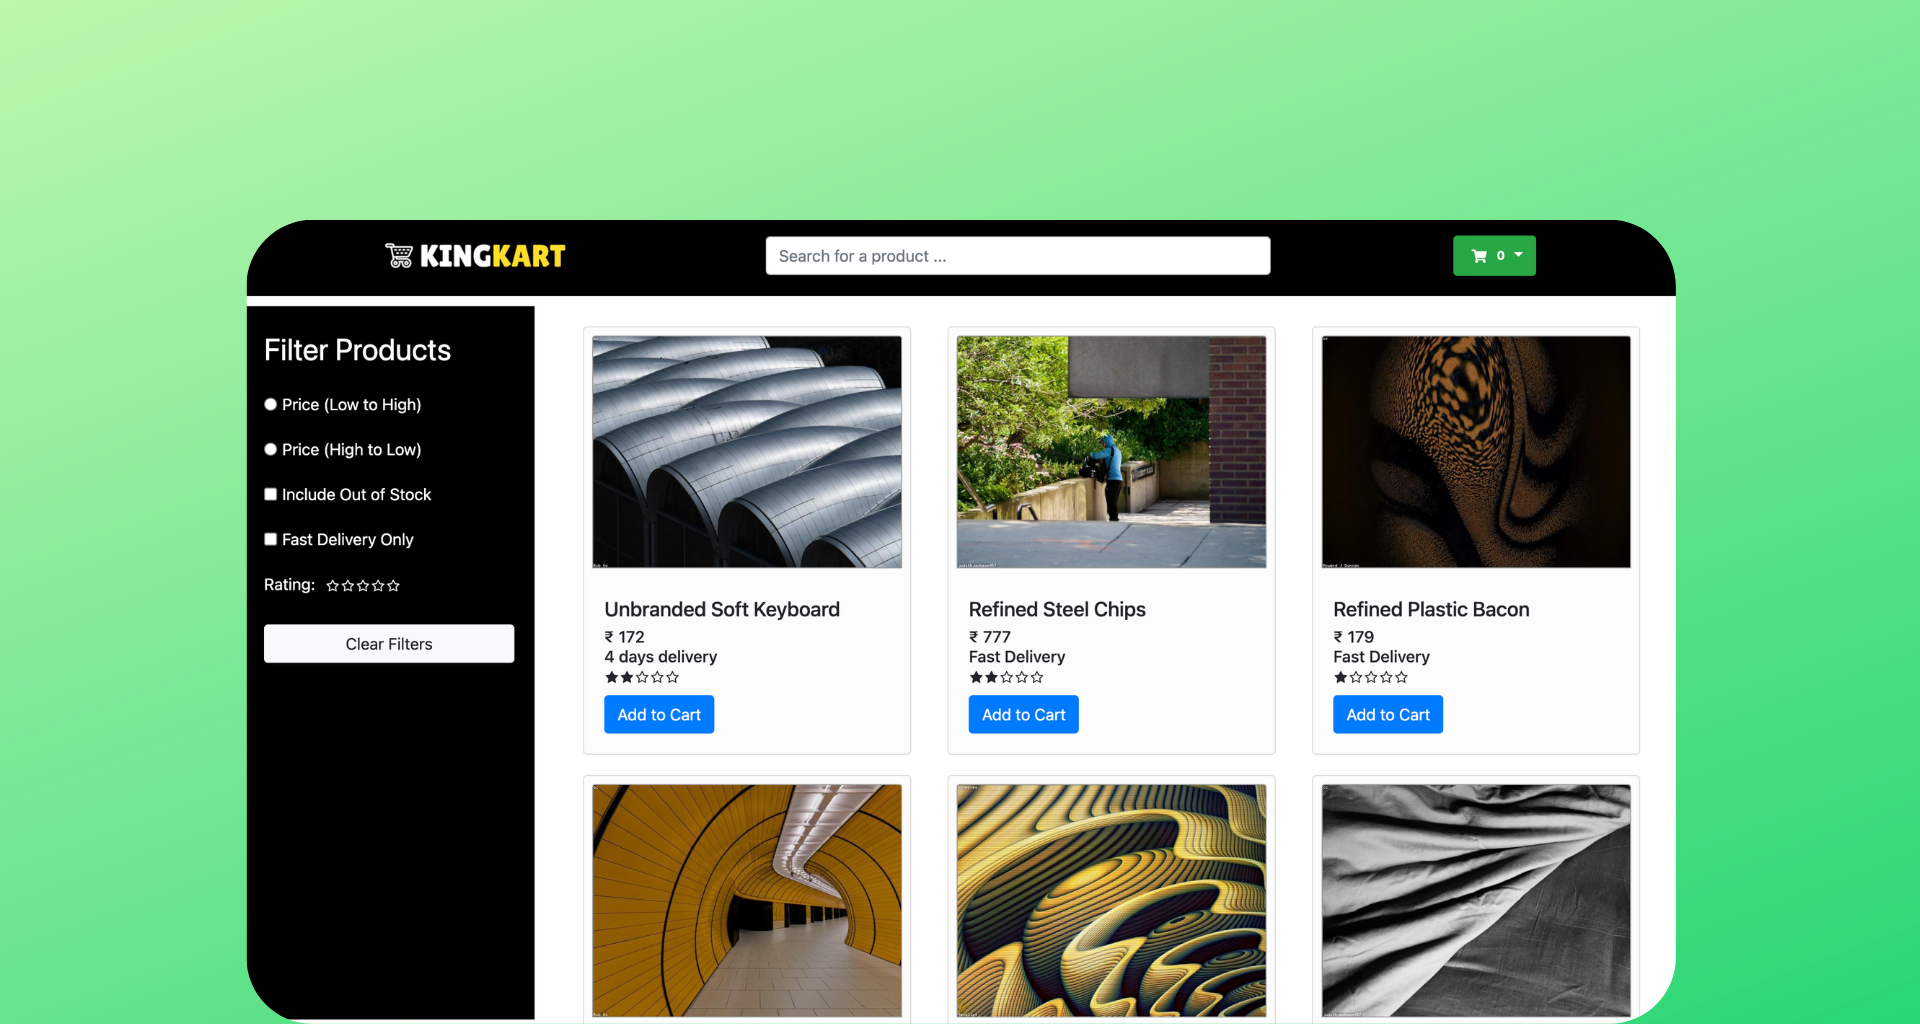 KINGKART
Search for a product ...
0
Filter Products
Price (Low to High)
Price (High to Low)
Include Out of Stock
Fast Delivery Only
Rating:
Clear Filters
Unbranded Soft Keyboard
₹ 172
4 days delivery
Add to Cart
Refined Steel Chips
₹ 777
Fast Delivery
Add to Cart
Refined Plastic Bacon
₹ 179
Fast Delivery
Add to Cart